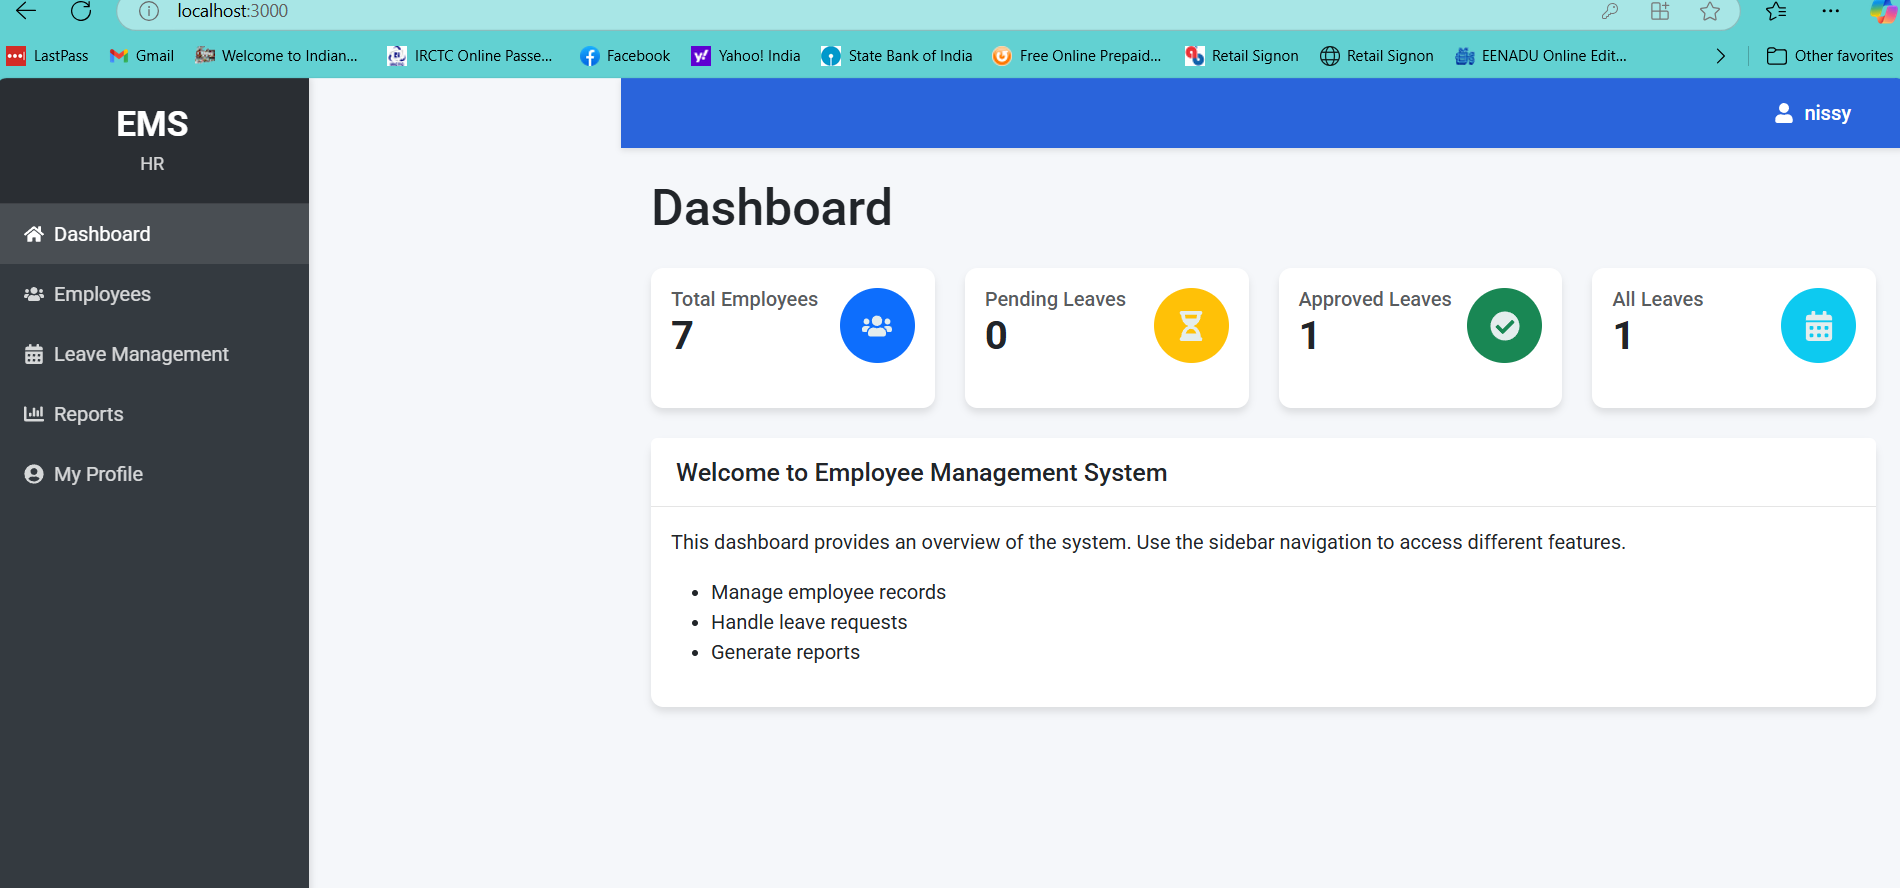 localhost:3000
LastPass Gmail Welcome to Indian... IRCTC Online Passe... Facebook Yahoo! India State Bank of India Free Online Prepaid... Retail Signon Retail Signon EENADU Online Edit... Other favorites
EMS
HR
Dashboard
Employees
Leave Management
Reports
My Profile
nissy
Dashboard
Total Employees
7
Pending Leaves
0
Approved Leaves
1
All Leaves
1
Welcome to Employee Management System
This dashboard provides an overview of the system. Use the sidebar navigation to access different features.
• Manage employee records
• Handle leave requests
• Generate reports